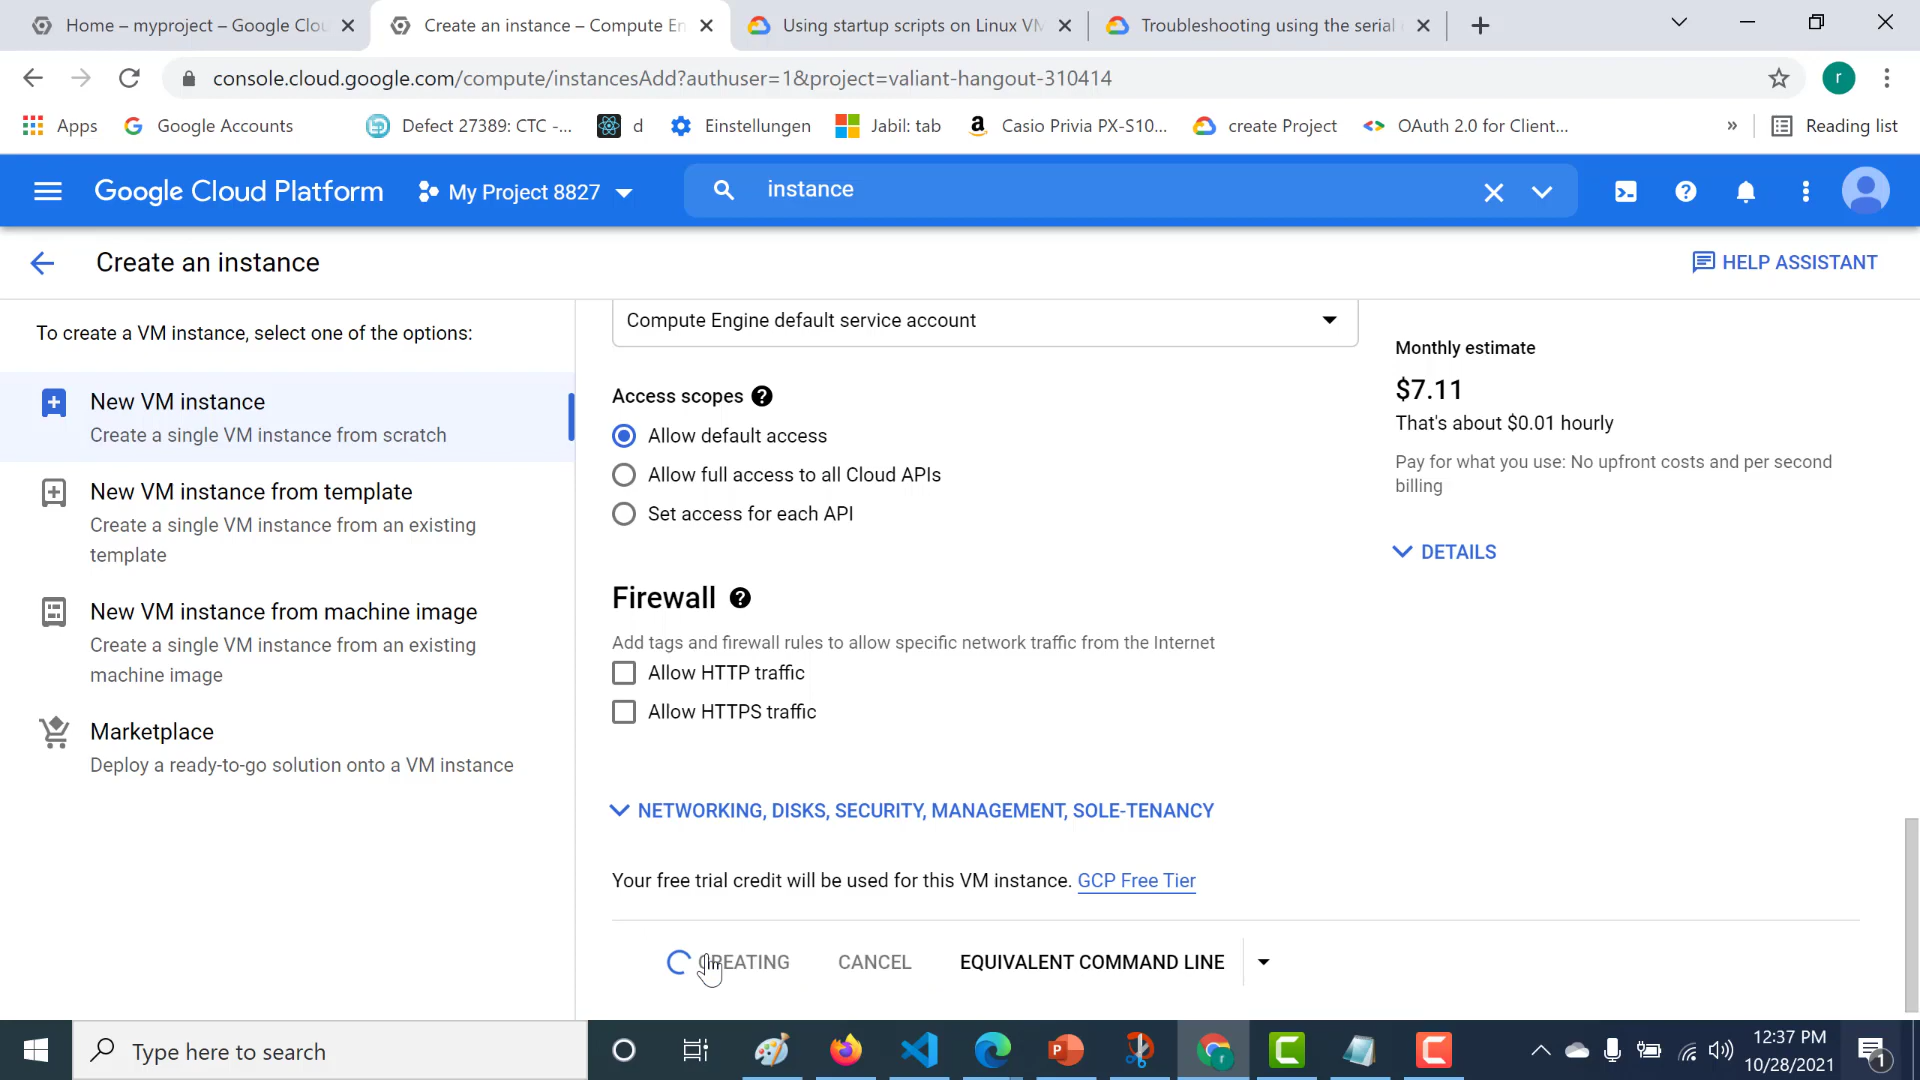 Home – myproject – Google Clou
Create an instance – Compute En
Using startup scripts on Linux VM
Troubleshooting using the serial
console.cloud.google.com/compute/instancesAdd?authuser=1&project=valiant-hangout-310414
r
Apps
Google Accounts
Defect 27389: CTC -...
d
Einstellungen
Jabil: tab
Casio Privia PX-S10...
create Project
OAuth 2.0 for Client...
»
Reading list
Google Cloud Platform
My Project 8827
instance
Create an instance
HELP ASSISTANT
To create a VM instance, select one of the options:
New VM instance
Create a single VM instance from scratch
New VM instance from template
Create a single VM instance from an existing
template
New VM instance from machine image
Create a single VM instance from an existing
machine image
Marketplace
Deploy a ready-to-go solution onto a VM instance
Compute Engine default service account
Access scopes
Allow default access
Allow full access to all Cloud APIs
Set access for each API
Firewall
Add tags and firewall rules to allow specific network traffic from the Internet
Allow HTTP traffic
Allow HTTPS traffic
NETWORKING, DISKS, SECURITY, MANAGEMENT, SOLE-TENANCY
Your free trial credit will be used for this VM instance. GCP Free Tier
CREATING
CANCEL
EQUIVALENT COMMAND LINE
Monthly estimate
$7.11
That's about $0.01 hourly
Pay for what you use: No upfront costs and per second
billing
DETAILS
Type here to search
12:37 PM
10/28/2021
1